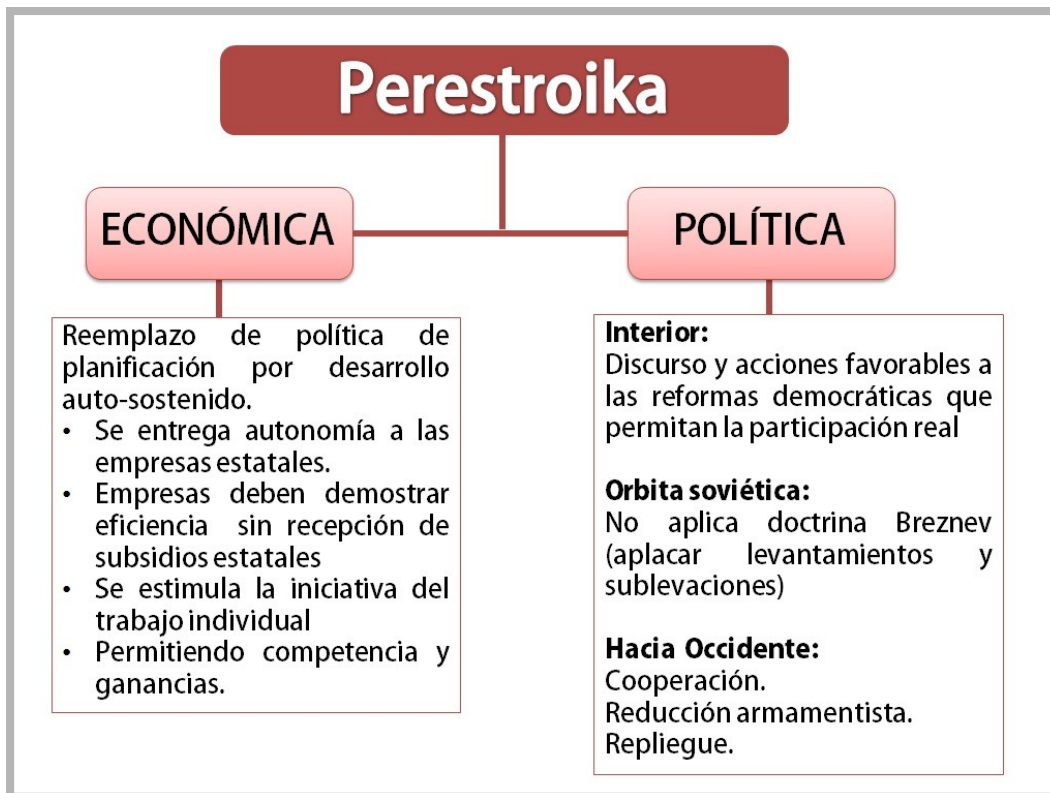 Perestroika
ECONÓMICA
POLÍTICA
Reemplazo de política de
planificación por desarrollo
auto-sostenido.
• Se entrega autonomía a las
empresas estatales.
• Empresas deben demostrar
eficiencia sin recepción de
subsidios estatales
• Se estimula la iniciativa del
trabajo individual
• Permitiendo competencia y
ganancias.
Interior:
Discurso y acciones favorables a
las reformas democráticas que
permitan la participación real
Orbita soviética:
No aplica doctrina Breznev
(aplacar levantamientos y
sublevaciones)
Hacia Occidente:
Cooperación.
Reducción armamentista.
Repliegue.